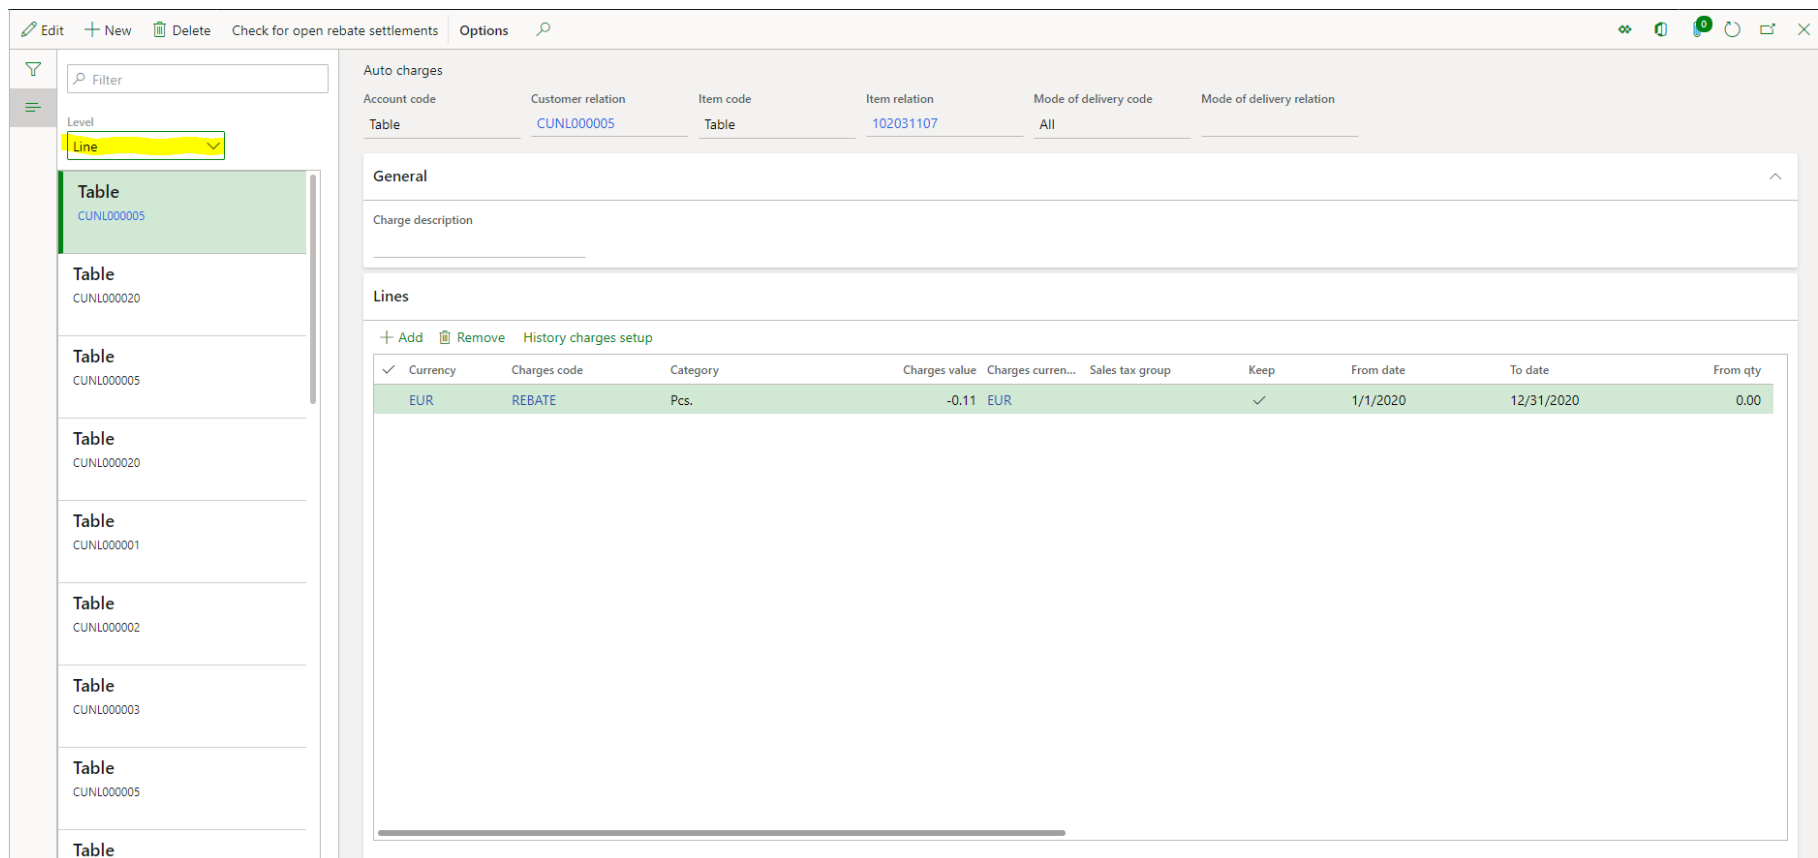 Edit New Delete Check for open rebate settlements Options 0
Filter
Level
Line
Table
CUNL000005
Table
CUNL000020
Table
CUNL000005
Table
CUNL000020
Table
CUNL000001
Table
CUNL000002
Table
CUNL000003
Table
CUNL000005
Table
Auto charges
Account code Customer relation Item code Item relation Mode of delivery code Mode of delivery relation
Table CUNL000005 Table 102031107 All
General
Charge description
Lines
Add Remove History charges setup
Currency Charges code Category Charges value Charges curren... Sales tax group Keep From date To date From qty
EUR REBATE Pcs. -0.11 EUR 1/1/2020 12/31/2020 0.00